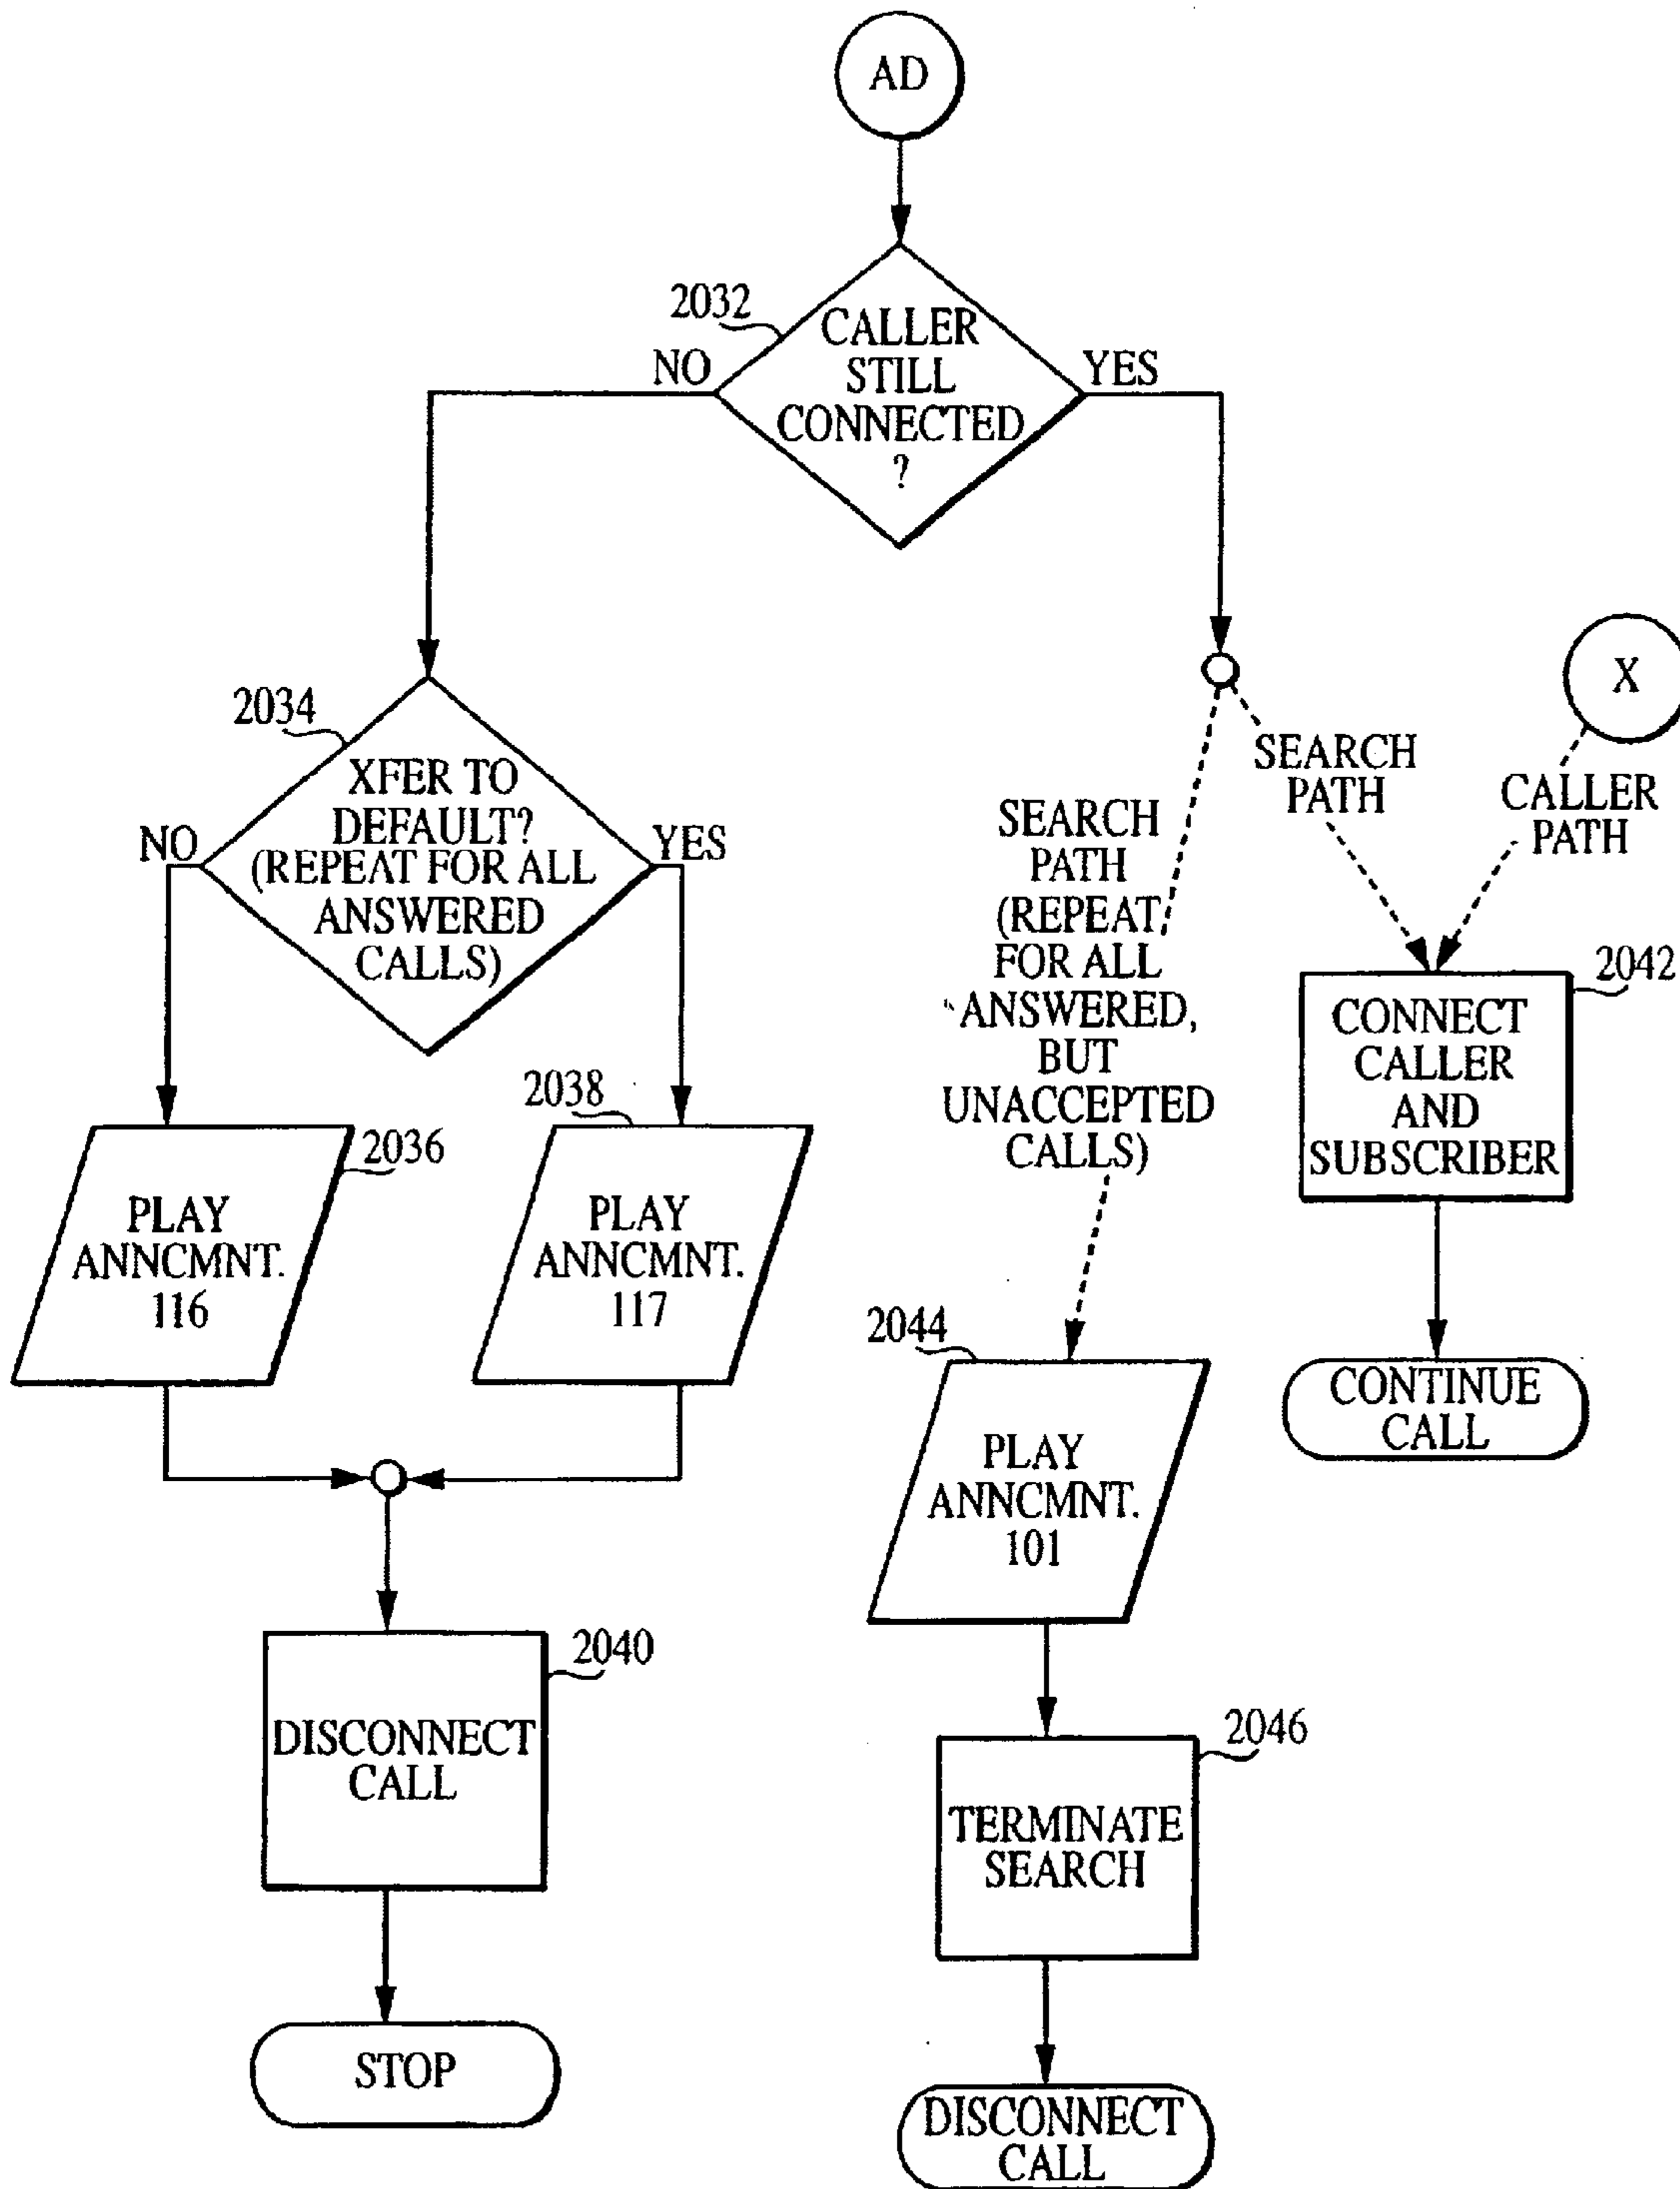 AD
2032
CALLER
STILL
CONNECTED
?
NO
YES
X
2034
XFER TO
DEFAULT?
(REPEAT FOR ALL
ANSWERED
CALLS)
NO
YES
SEARCH
PATH
CALLER
PATH
SEARCH
PATH
(REPEAT
FOR ALL
ANSWERED,
BUT
UNACCEPTED
CALLS)
2042
CONNECT
CALLER
AND
SUBSCRIBER
2036
PLAY
ANNCMNT.
116
2038
PLAY
ANNCMNT.
117
2044
PLAY
ANNCMNT.
101
CONTINUE
CALL
2040
DISCONNECT
CALL
2046
TERMINATE
SEARCH
STOP
DISCONNECT
CALL